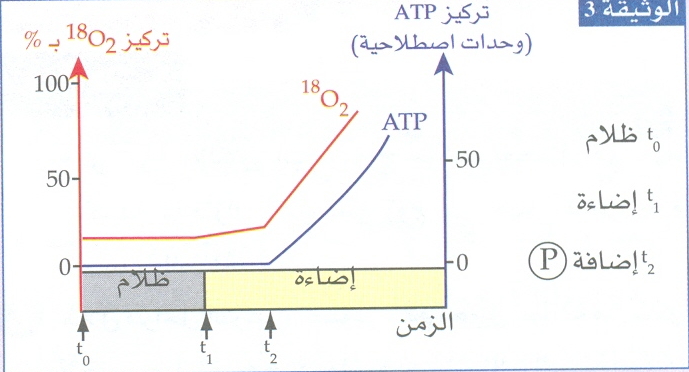 الوثيقة 3
تركيز ATP
(وحدات اصطلاحية)
تركيز 18O2 بـ %
100
50
0
18O2
ATP
50
0
t0 ظلام
t1 إضاءة
t2 إضافة P
ظلام
إضاءة
الزمن
t0
t1
t2